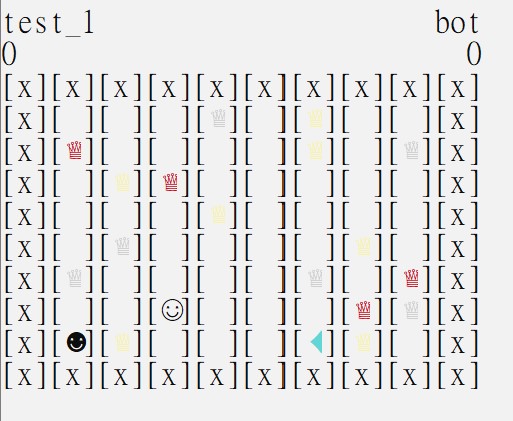 test_1 bot
0 0
[x][x][x][x][x][x][x][x][x][x]
[x][ ][ ][ ][♕][ ][♕][ ][ ][x]
[x][♕][ ][ ][ ][ ][♕][ ][♕][x]
[x][ ][♕][♕][ ][ ][ ][ ][ ][x]
[x][ ][ ][ ][♕][ ][ ][ ][ ][x]
[x][ ][♕][ ][ ][ ][ ][♕][ ][x]
[x][♕][ ][ ][ ][ ][♕][ ][♕][x]
[x][ ][ ][☺][ ][ ][ ][♕][♕][x]
[x][☻][♕][ ][ ][ ][◀][♕][ ][x]
[x][x][x][x][x][x][x][x][x][x]